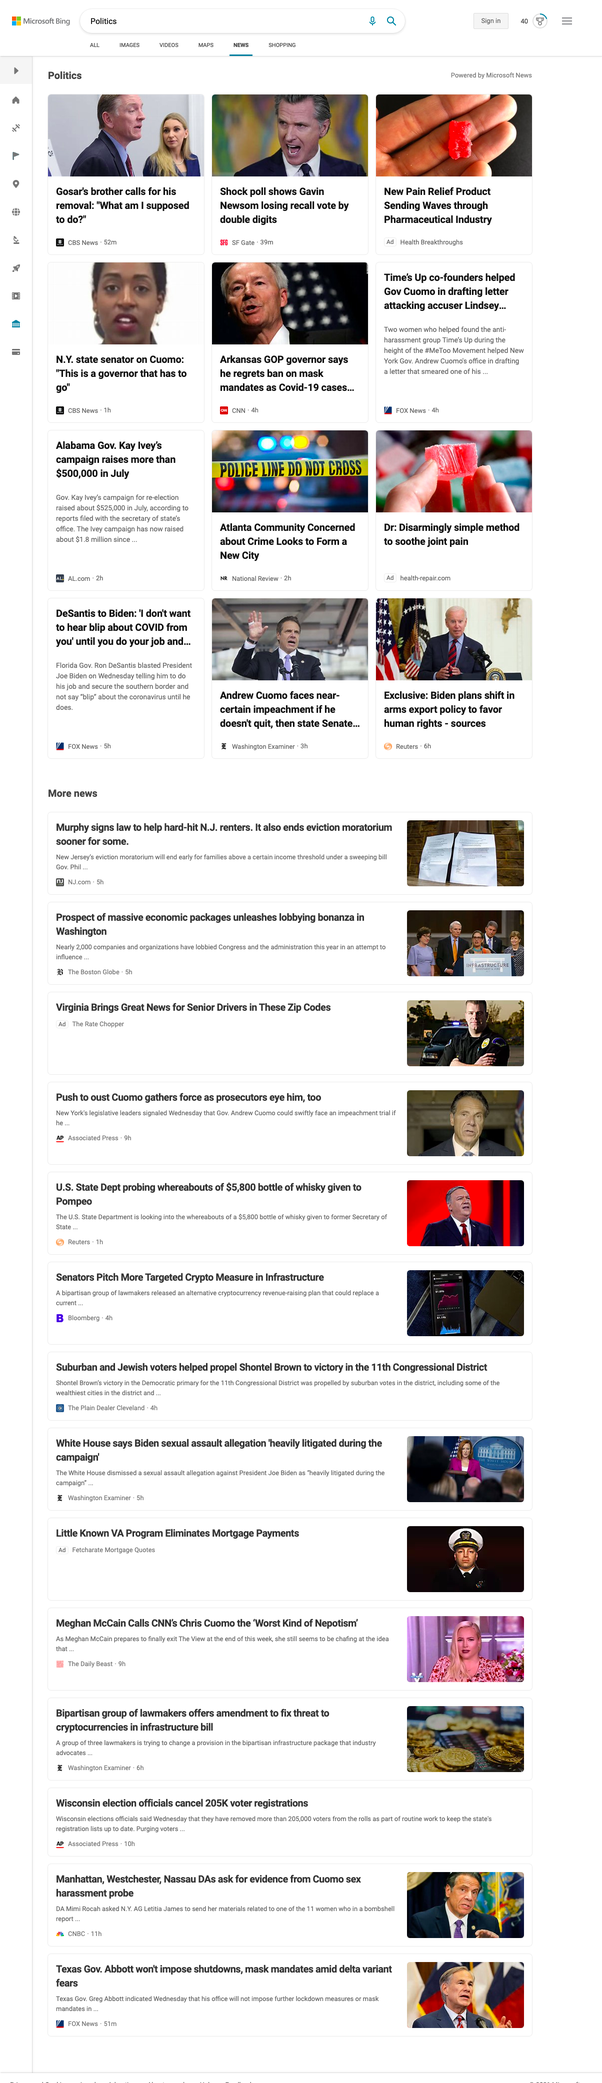 Microsoft Bing
Politics
Sign in
40
ALL
IMAGES
VIDEOS
MAPS
NEWS
SHOPPING
Politics
Powered by Microsoft News
Gosar's brother calls for his
removal: "What am I supposed
to do?"
CBS News · 52m
Shock poll shows Gavin
Newsom losing recall vote by
double digits
SF Gate · 39m
New Pain Relief Product
Sending Waves through
Pharmaceutical Industry
Ad Health Breakthroughs
N.Y. state senator on Cuomo:
"This is a governor that has to
go"
CBS News · 1h
Arkansas GOP governor says
he regrets ban on mask
mandates as Covid-19 cases...
CNN · 4h
Time's Up co-founders helped
Gov Cuomo in drafting letter
attacking accuser Lindsey...
Two women who helped found the anti-
harassment group Time's Up during the
height of the #MeToo Movement helped New
York Gov. Andrew Cuomo's office in drafting
a letter that smeared one of his ...
FOX News · 4h
Alabama Gov. Kay Ivey's
campaign raises more than
$500,000 in July
Gov. Kay Ivey's campaign for re-election
raised about $525,000 in July, according to
reports filed with the secretary of state's
office. The Ivey campaign has now raised
about $1.8 million since ...
AL.com · 2h
POLICE LINE DO NOT CROSS
Atlanta Community Concerned
about Crime Looks to Form a
New City
NR National Review · 2h
Dr: Disarmingly simple method
to soothe joint pain
Ad health-repair.com
DeSantis to Biden: 'I don't want
to hear blip about COVID from
you' until you do your job and...
Florida Gov. Ron DeSantis blasted President
Joe Biden on Wednesday telling him to do
his job and secure the southern border and
not say "blip" about the coronavirus until he
does.
FOX News · 5h
Andrew Cuomo faces near-
certain impeachment if he
doesn't quit, then state Senate...
Washington Examiner · 3h
Exclusive: Biden plans shift in
arms export policy to favor
human rights - sources
Reuters · 6h
More news
Murphy signs law to help hard-hit N.J. renters. It also ends eviction moratorium
sooner for some.
New Jersey's eviction moratorium will end early for families above a certain income threshold under a sweeping bill
Gov. Phil ...
NJ.com · 5h
Prospect of massive economic packages unleashes lobbying bonanza in
Washington
Nearly 2,000 companies and organizations have lobbied Congress and the administration this year in an attempt to
influence ...
The Boston Globe · 5h
INFRASTRUCTURE
Virginia Brings Great News for Senior Drivers in These Zip Codes
Ad The Rate Chopper
Push to oust Cuomo gathers force as prosecutors eye him, too
New York's legislative leaders signaled Wednesday that Gov. Andrew Cuomo could swiftly face an impeachment trial if
he ...
AP Associated Press · 9h
U.S. State Dept probing whereabouts of $5,800 bottle of whisky given to
Pompeo
The U.S. State Department is looking into the whereabouts of a $5,800 bottle of whisky given to former Secretary of
State ...
Reuters · 1h
Senators Pitch More Targeted Crypto Measure in Infrastructure
A bipartisan group of lawmakers released an alternative cryptocurrency revenue-raising plan that could replace a
current ...
B Bloomberg · 4h
Suburban and Jewish voters helped propel Shontel Brown to victory in the 11th Congressional District
Shontel Brown's victory in the Democratic primary for the 11th Congressional District was propelled by suburban votes in the district, including some of the
wealthiest cities in the district and ...
The Plain Dealer Cleveland · 4h
White House says Biden sexual assault allegation 'heavily litigated during the
campaign'
The White House dismissed a sexual assault allegation against President Joe Biden as "heavily litigated during the
campaign" ...
Washington Examiner · 5h
Little Known VA Program Eliminates Mortgage Payments
Ad Fetcharate Mortgage Quotes
Meghan McCain Calls CNN's Chris Cuomo the 'Worst Kind of Nepotism'
As Meghan McCain prepares to finally exit The View at the end of this week, she still seems to be chafing at the idea
that ...
The Daily Beast · 9h
Bipartisan group of lawmakers offers amendment to fix threat to
cryptocurrencies in infrastructure bill
A group of three lawmakers is trying to change a provision in the bipartisan infrastructure package that industry
advocates ...
Washington Examiner · 6h
Wisconsin election officials cancel 205K voter registrations
Wisconsin elections officials said Wednesday that they have removed more than 205,000 voters from the rolls as part of routine work to keep the state's
registration lists up to date. Purging voters ...
AP Associated Press · 10h
Manhattan, Westchester, Nassau DAs ask for evidence from Cuomo sex
harassment probe
DA Mimi Rocah asked N.Y. AG Letitia James to send her materials related to one of the 11 women who in a bombshell
report ...
CNBC · 11h
Texas Gov. Abbott won't impose shutdowns, mask mandates amid delta variant
fears
Texas Gov. Greg Abbott indicated Wednesday that his office will not impose further lockdown measures or mask
mandates in ...
FOX News · 51m